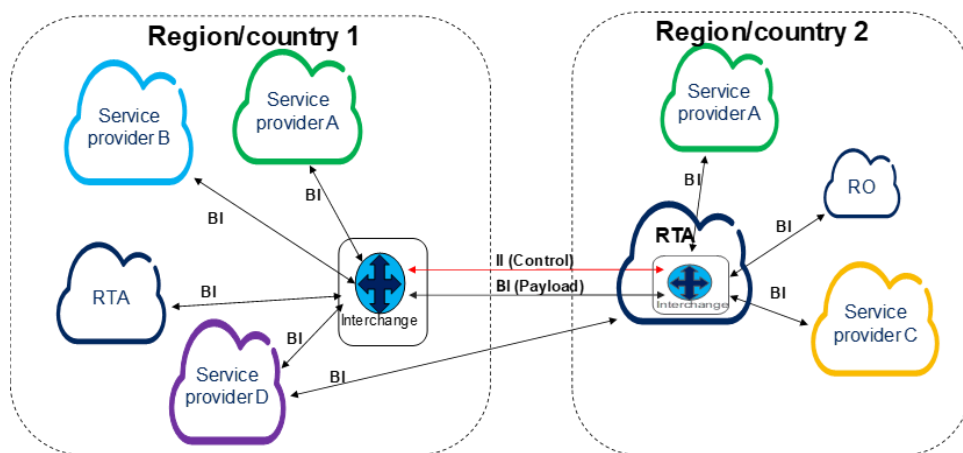 Region/country 1
Region/country 2
Service
provider B
Service
provider A
Service
provider A
BI
BI
BI
RO
BI
RTA
II (Control)
BI (Payload)
RTA
BI
Interchange
Interchange
BI
BI
Service
provider C
Service
provider D
BI